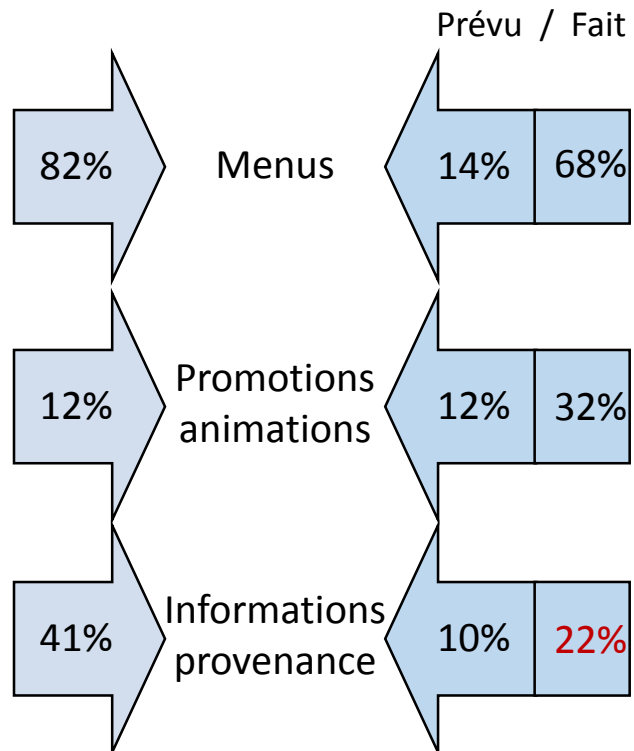 Prévu / Fait
82% Menus 14% 68%
12% Promotions animations 12% 32%
41% Informations provenance 10% 22%